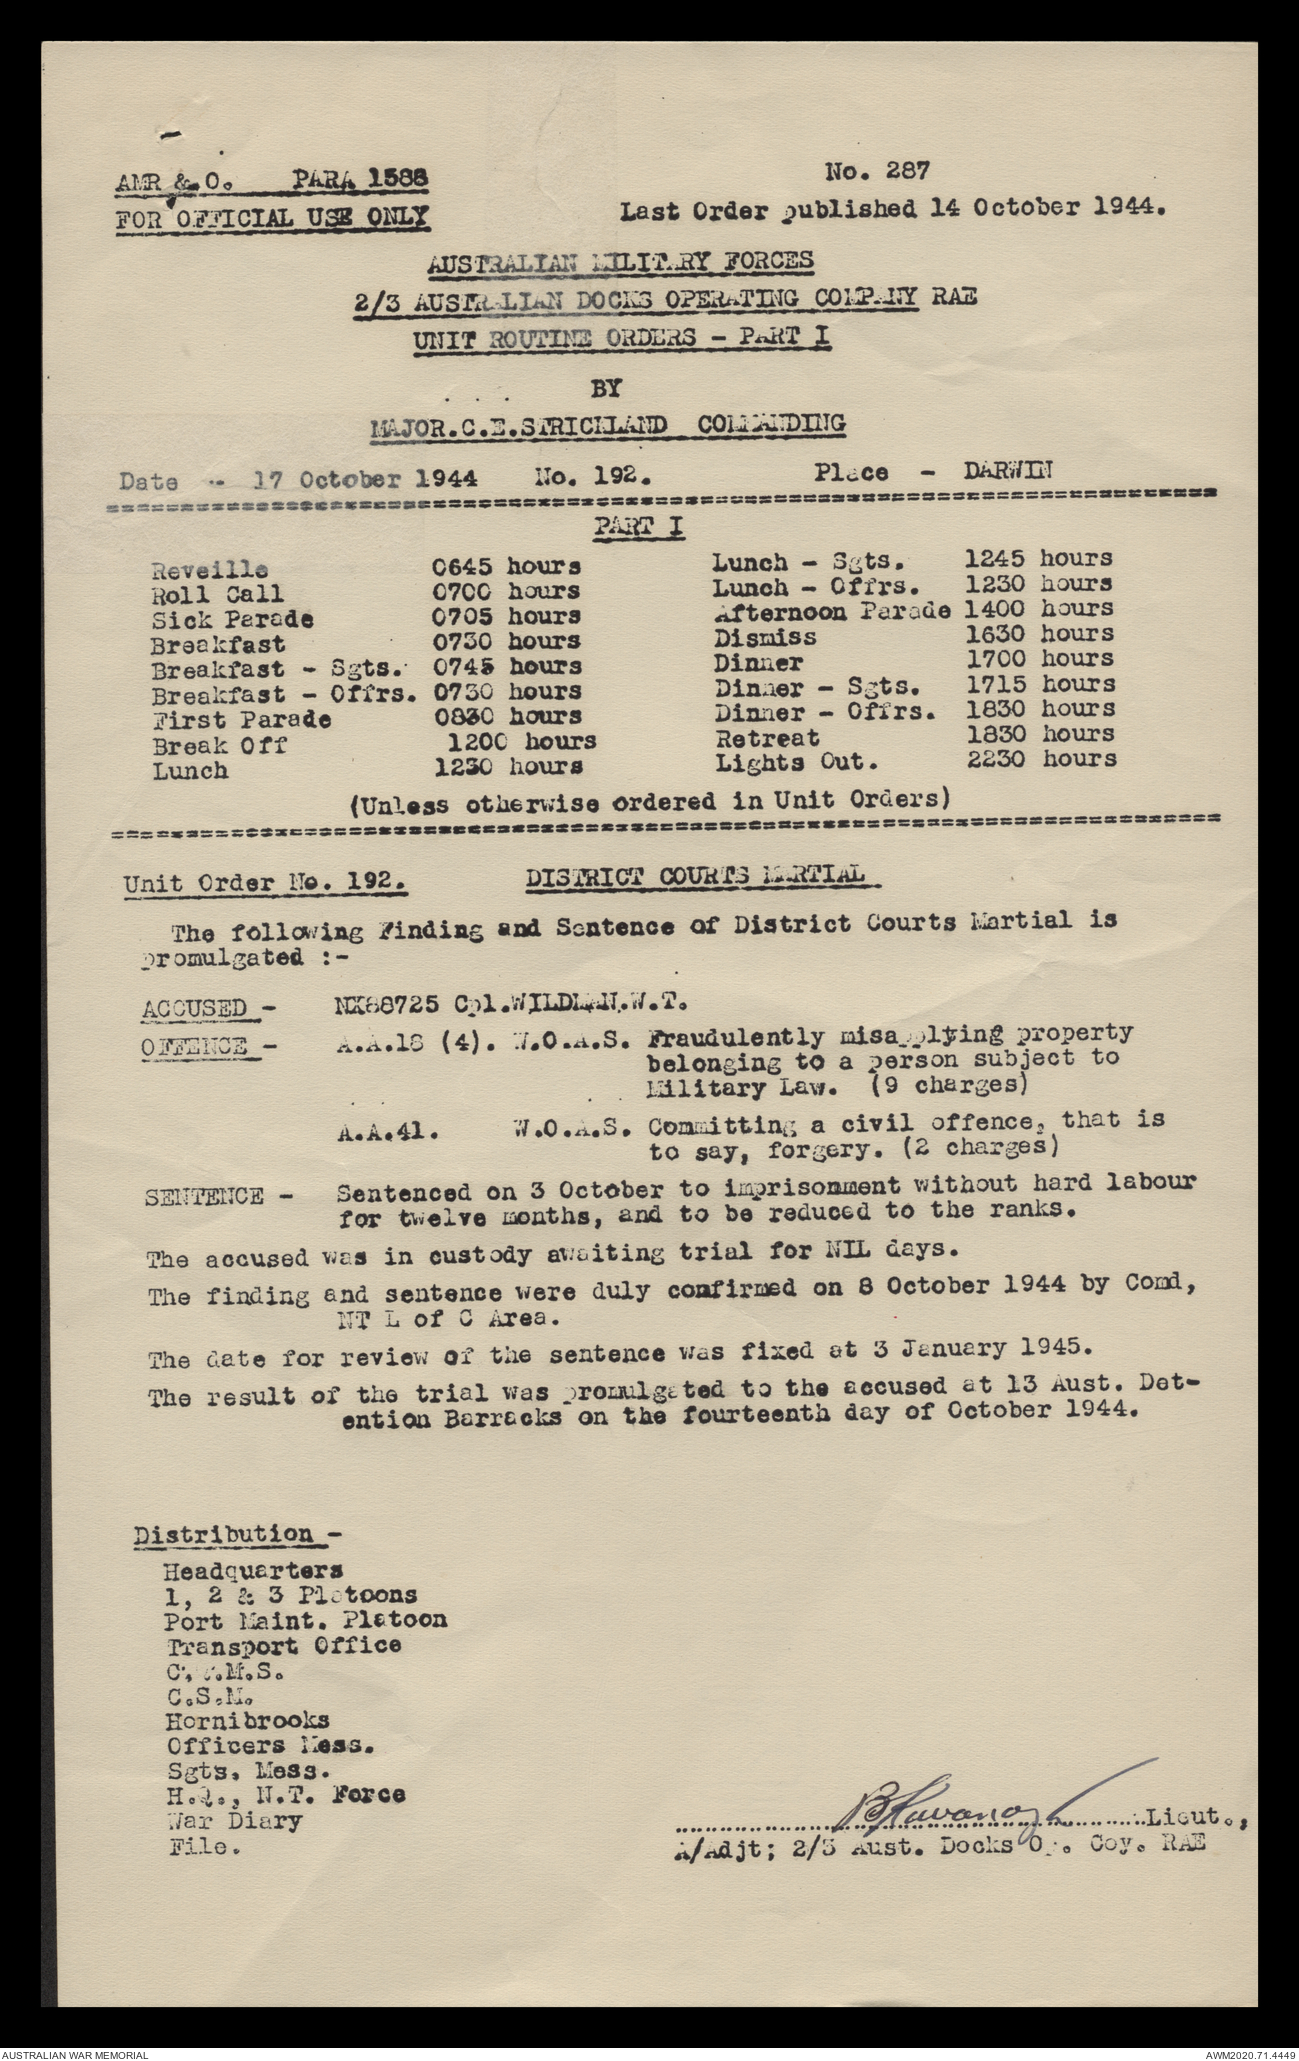 AMR & O. PARA 1588
FOR OFFICIAL USE ONLY
No. 287
Last Order published 14 October 1944.
AUSTRALIAN MILITARY FORCES
2/3 AUSTRALIAN DOCKS OPERATING COMPANY RAE
UNIT ROUTINE ORDERS - PART I
BY
MAJOR.C.E.STRICKLAND COMMANDING
Date - 17 October 1944 No. 192. Place - DARWIN
PART I
Reveille 0645 hours
Roll Call 0700 hours
Sick Parade 0705 hours
Breakfast 0730 hours
Breakfast - Sgts. 0745 hours
Breakfast - Offrs. 0730 hours
First Parade 0830 hours
Break Off 1200 hours
Lunch 1230 hours
Lunch - Sgts. 1245 hours
Lunch - Offrs. 1230 hours
Afternoon Parade 1400 hours
Dismiss 1630 hours
Dinner 1700 hours
Dinner - Sgts. 1715 hours
Dinner - Offrs. 1830 hours
Retreat 1830 hours
Lights Out. 2230 hours
(Unless otherwise ordered in Unit Orders)
Unit Order No. 192. DISTRICT COURTS MARTIAL
The following Finding and Sentence of District Courts Martial is
promulgated :-
ACCUSED - NX88725 Cpl.WILDMAN.W.T.
OFFENCE - A.A.18 (4). W.O.A.S. Fraudulently misapplying property
belonging to a person subject to
Military Law. (9 charges)
A.A.41. W.O.A.S. Committing a civil offence, that is
to say, forgery. (2 charges)
SENTENCE - Sentenced on 3 October to imprisonment without hard labour
for twelve months, and to be reduced to the ranks.
The accused was in custody awaiting trial for NIL days.
The finding and sentence were duly confirmed on 8 October 1944 by Comd,
NT L of C Area.
The date for review of the sentence was fixed at 3 January 1945.
The result of the trial was promulgated to the accused at 13 Aust. Det-
ention Barracks on the fourteenth day of October 1944.
Distribution -
Headquarters
1, 2 & 3 Platoons
Port Maint. Platoon
Transport Office
C.Q.M.S.
C.S.M.
Hornibrooks
Officers Mess.
Sgts, Mess.
H.Q., N.T. Force
War Diary
File.
B Kavanagh Lieut.,
A/Adjt; 2/3 Aust. Docks Op. Coy. RAE
AUSTRALIAN WAR MEMORIAL
AWM2020.71.4449